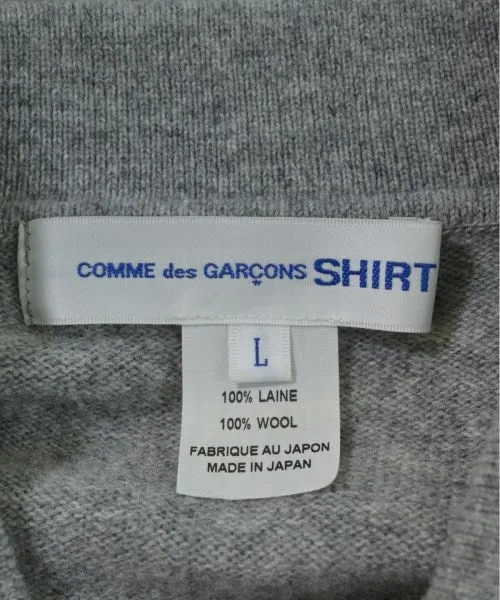 COMME des GARÇONS SHIRT
L
100% LAINE
100% WOOL
FABRIQUE AU JAPON
MADE IN JAPAN